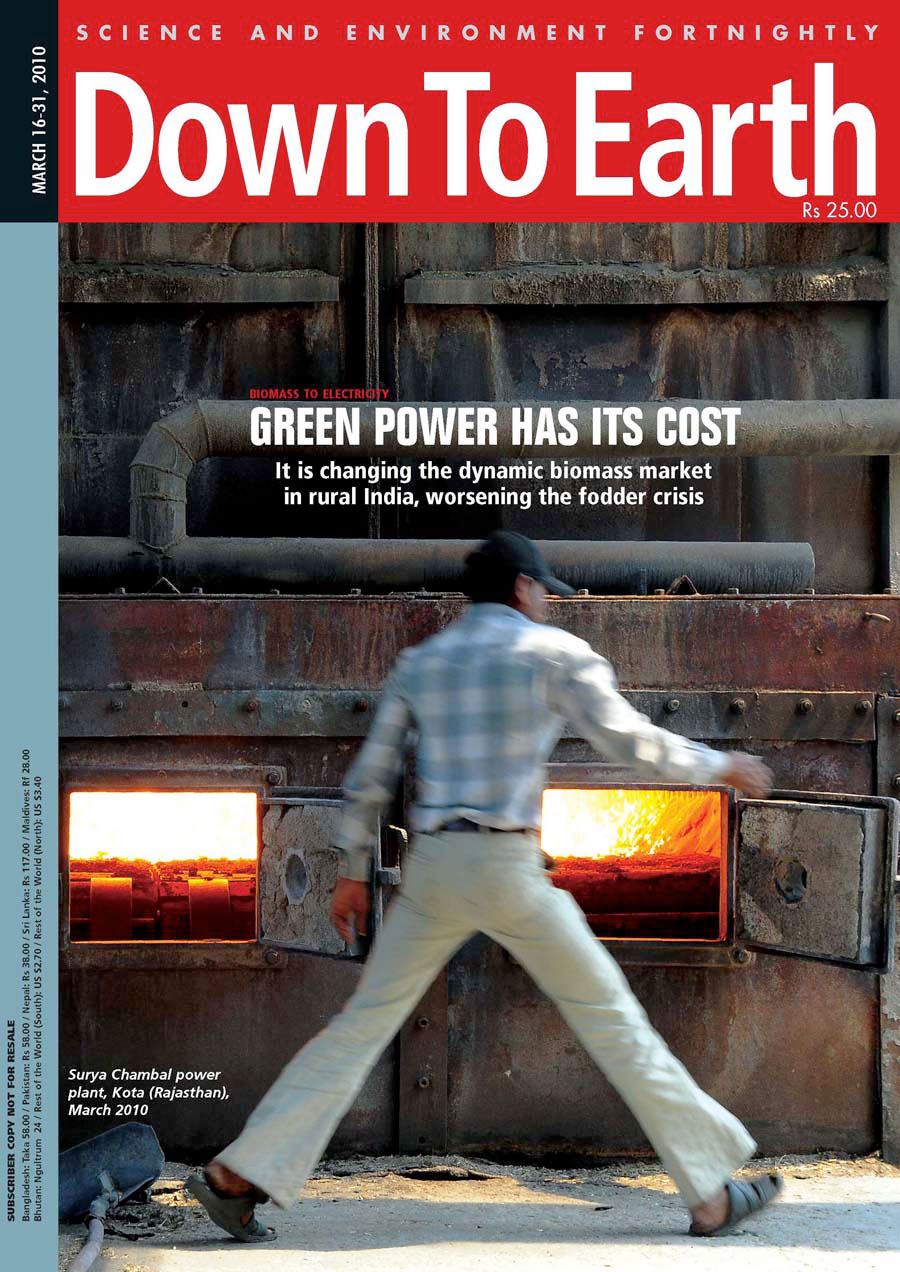 SCIENCE AND ENVIRONMENT FORTNIGHTLY
MARCH 16-31, 2010
Down To Earth
Rs 25.00
BIOMASS TO ELECTRICITY
GREEN POWER HAS ITS COST
It is changing the dynamic biomass market
in rural India, worsening the fodder crisis
Surya Chambal power
plant, Kota (Rajasthan),
March 2010
SUBSCRIBER COPY NOT FOR RESALE
Bangladesh: Taka 58.00 / Pakistan: Rs 58.00 / Nepal: Rs 38.00 / Sri Lanka: Rs 117.00 / Maldives: Rf 28.00
Bhutan: Ngultrum 24 / Rest of the World (South): US $2.70 / Rest of the World (North): US $3.40